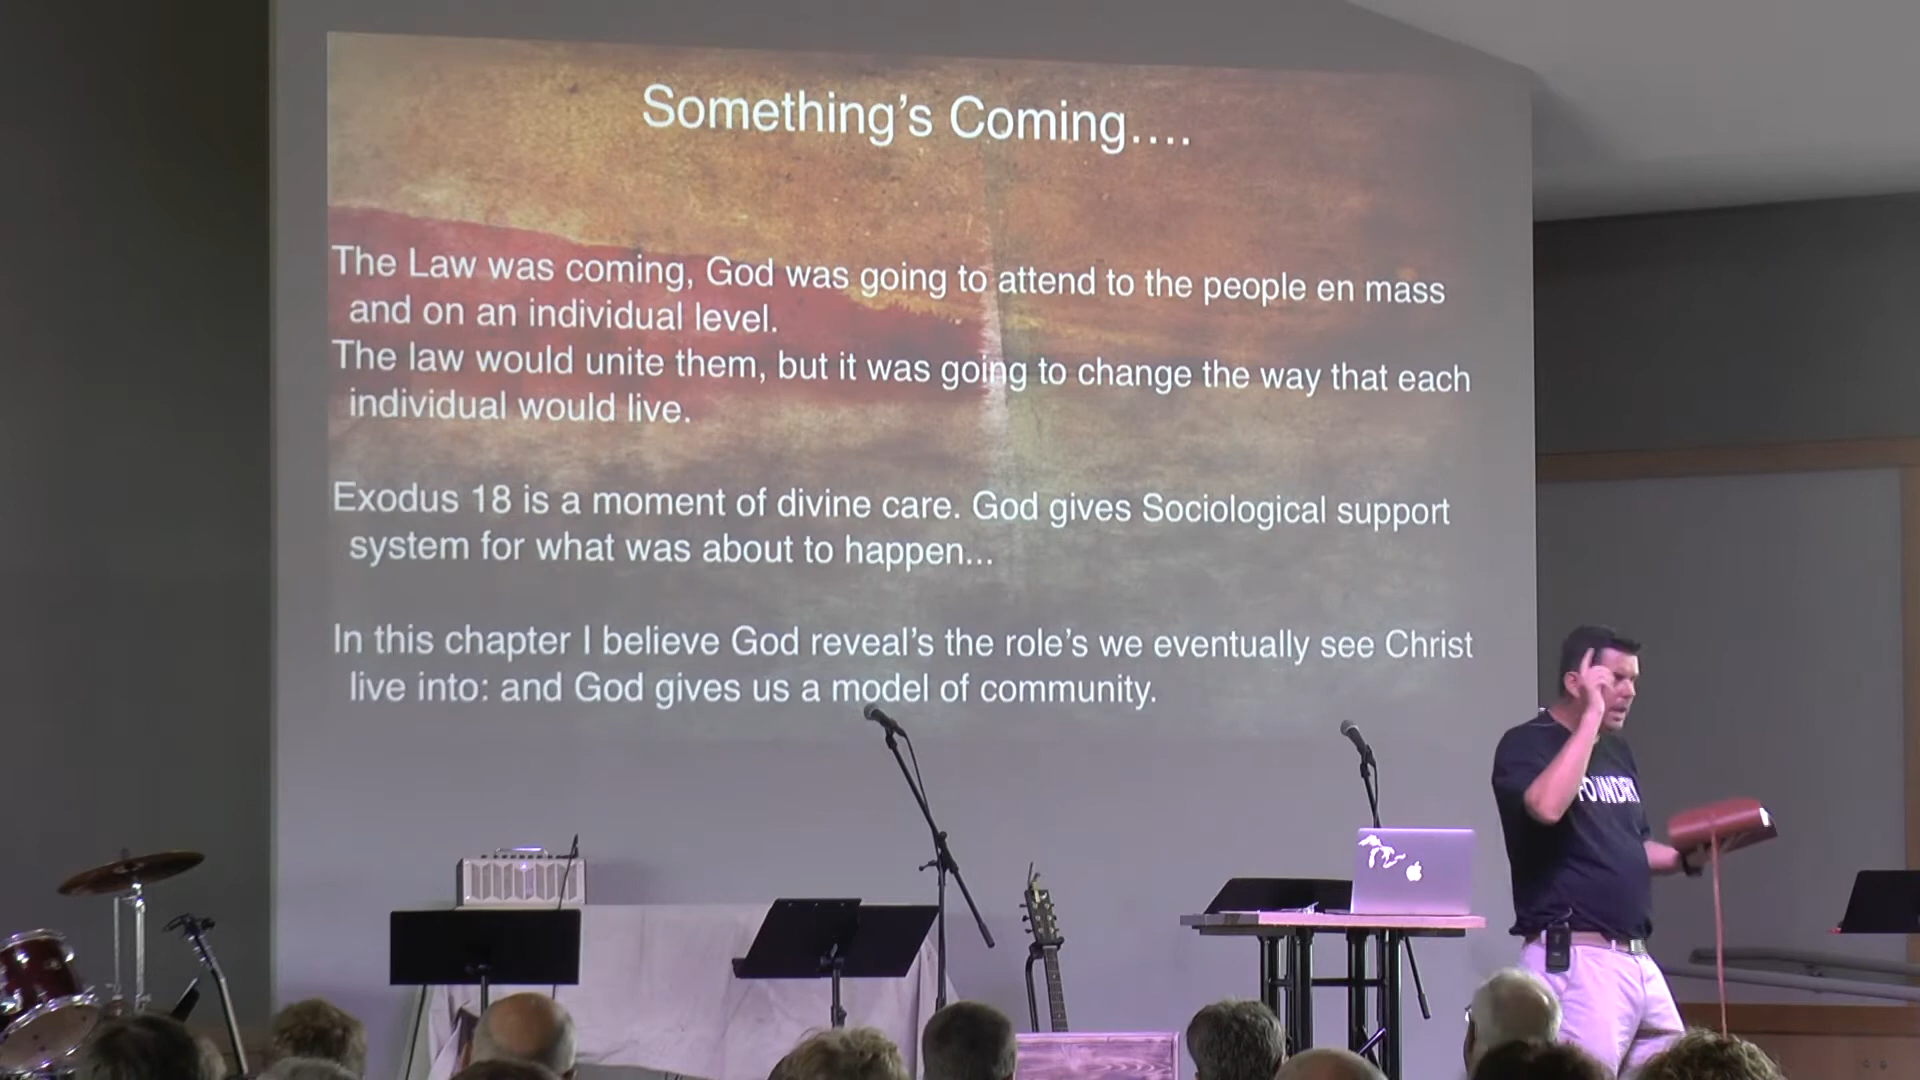 Something's Coming....
The Law was coming, God was going to attend to the people en mass
and on an individual level.
The law would unite them, but it was going to change the way that each
individual would live.
Exodus 18 is a moment of divine care. God gives Sociological support
system for what was about to happen...
In this chapter I believe God reveal's the role's we eventually see Christ
live into: and God gives us a model of community.
FOUNDRY